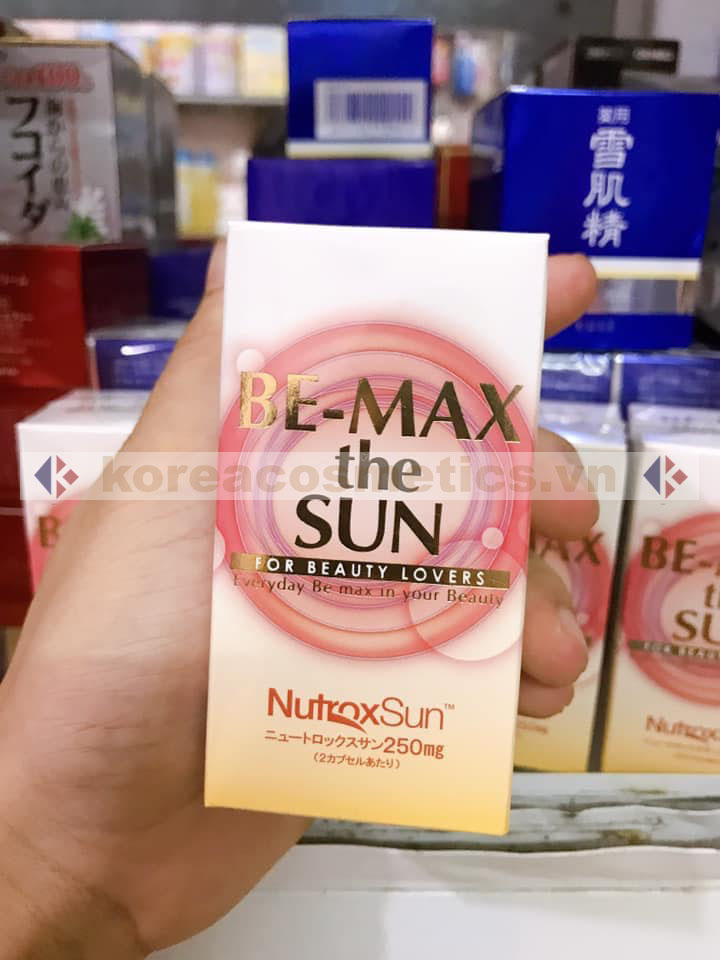 フコイダ
薬用
雪肌精
BE-MAX
the
SUN
FOR BEAUTY LOVERS
Everyday Be max in your Beauty
NutroxSun™
ニュートロックスサン250mg
(2カプセルあたり)
koreacosmetics.vn